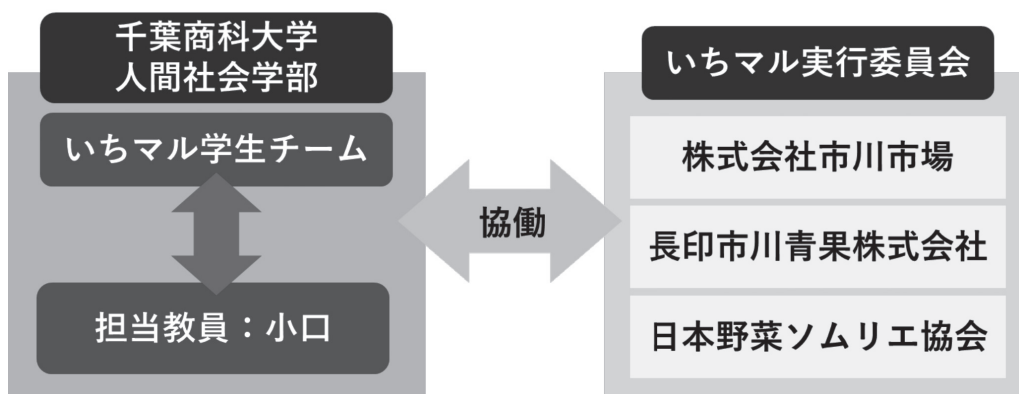 千葉商科大学
人間社会学部
いちマル学生チーム
担当教員：小口
協働
いちマル実行委員会
株式会社市川市場
長印市川青果株式会社
日本野菜ソムリエ協会